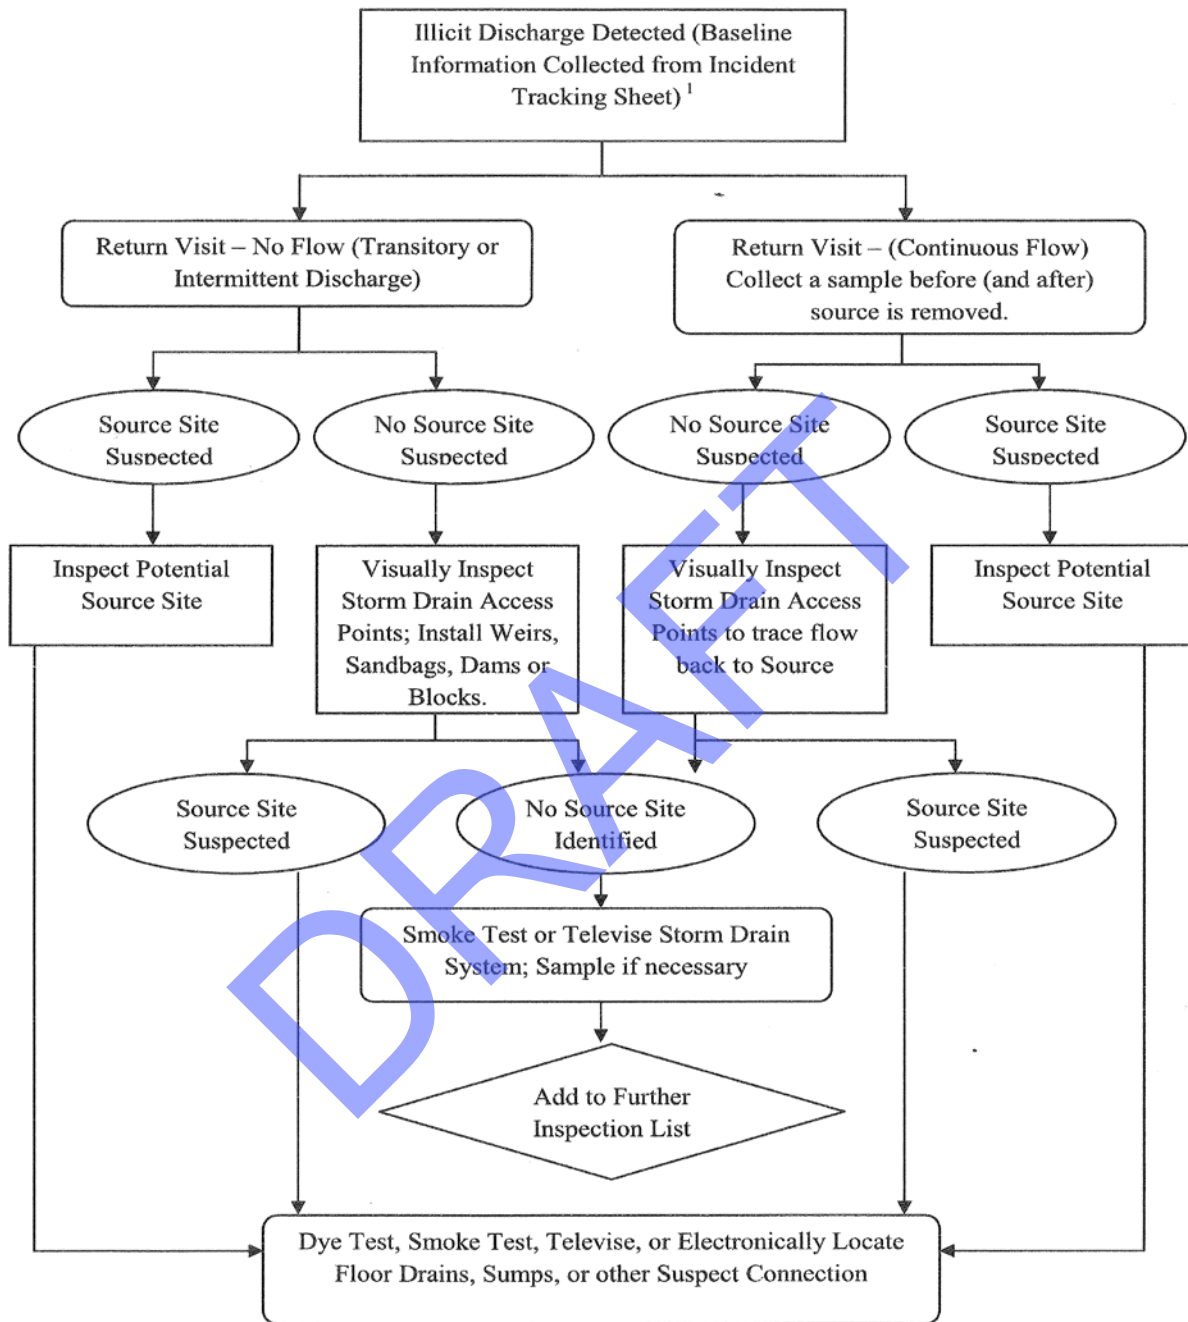 Illicit Discharge Detected (Baseline
Information Collected from Incident
Tracking Sheet) 1
Return Visit – No Flow (Transitory or
Intermittent Discharge)
Return Visit – (Continuous Flow)
Collect a sample before (and after)
source is removed.
Source Site
Suspected
No Source Site
Suspected
No Source Site
Suspected
Source Site
Suspected
Inspect Potential
Source Site
Visually Inspect
Storm Drain Access
Points; Install Weirs,
Sandbags, Dams or
Blocks.
Visually Inspect
Storm Drain Access
Points to trace flow
back to Source
Inspect Potential
Source Site
Source Site
Suspected
No Source Site
Identified
Source Site
Suspected
Smoke Test or Televise Storm Drain
System; Sample if necessary
Add to Further
Inspection List
Dye Test, Smoke Test, Televise, or Electronically Locate
Floor Drains, Sumps, or other Suspect Connection
DRAFT